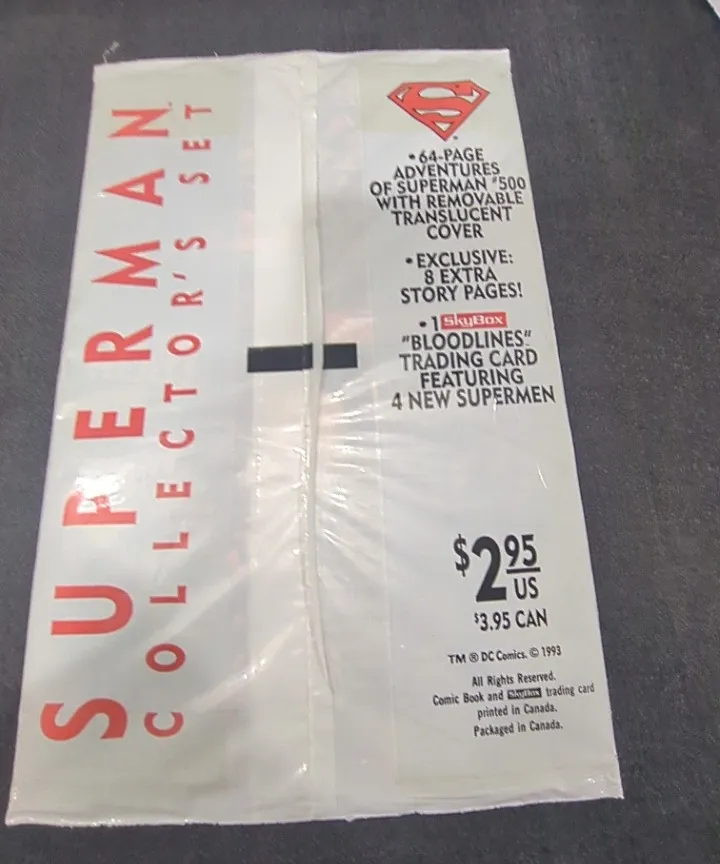 SUPERMAN
COLLECTOR'S SET
•64-PAGE
ADVENTURES
OF SUPERMAN #500
WITH REMOVABLE
TRANSLUCENT
COVER
•EXCLUSIVE:
8 EXTRA
STORY PAGES!
•1 SkyBox
"BLOODLINES"
TRADING CARD
FEATURING
4 NEW SUPERMEN
$2.95 US
$3.95 CAN
TM ® DC Comics. © 1993
All Rights Reserved.
Comic Book and SkyBox trading card
printed in Canada.
Packaged in Canada.